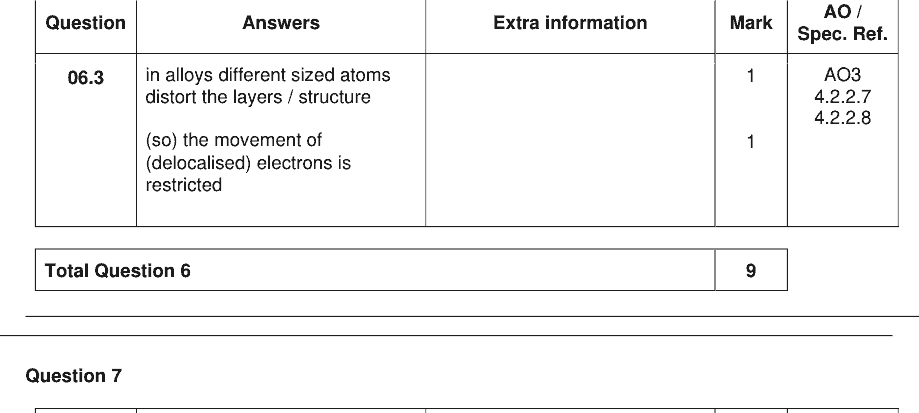 Question Answers Extra information Mark AO /
Spec. Ref.
06.3 in alloys different sized atoms 1 AO3
distort the layers / structure 4.2.2.7
4.2.2.8
(so) the movement of 1
(delocalised) electrons is
restricted
Total Question 6 9
Question 7